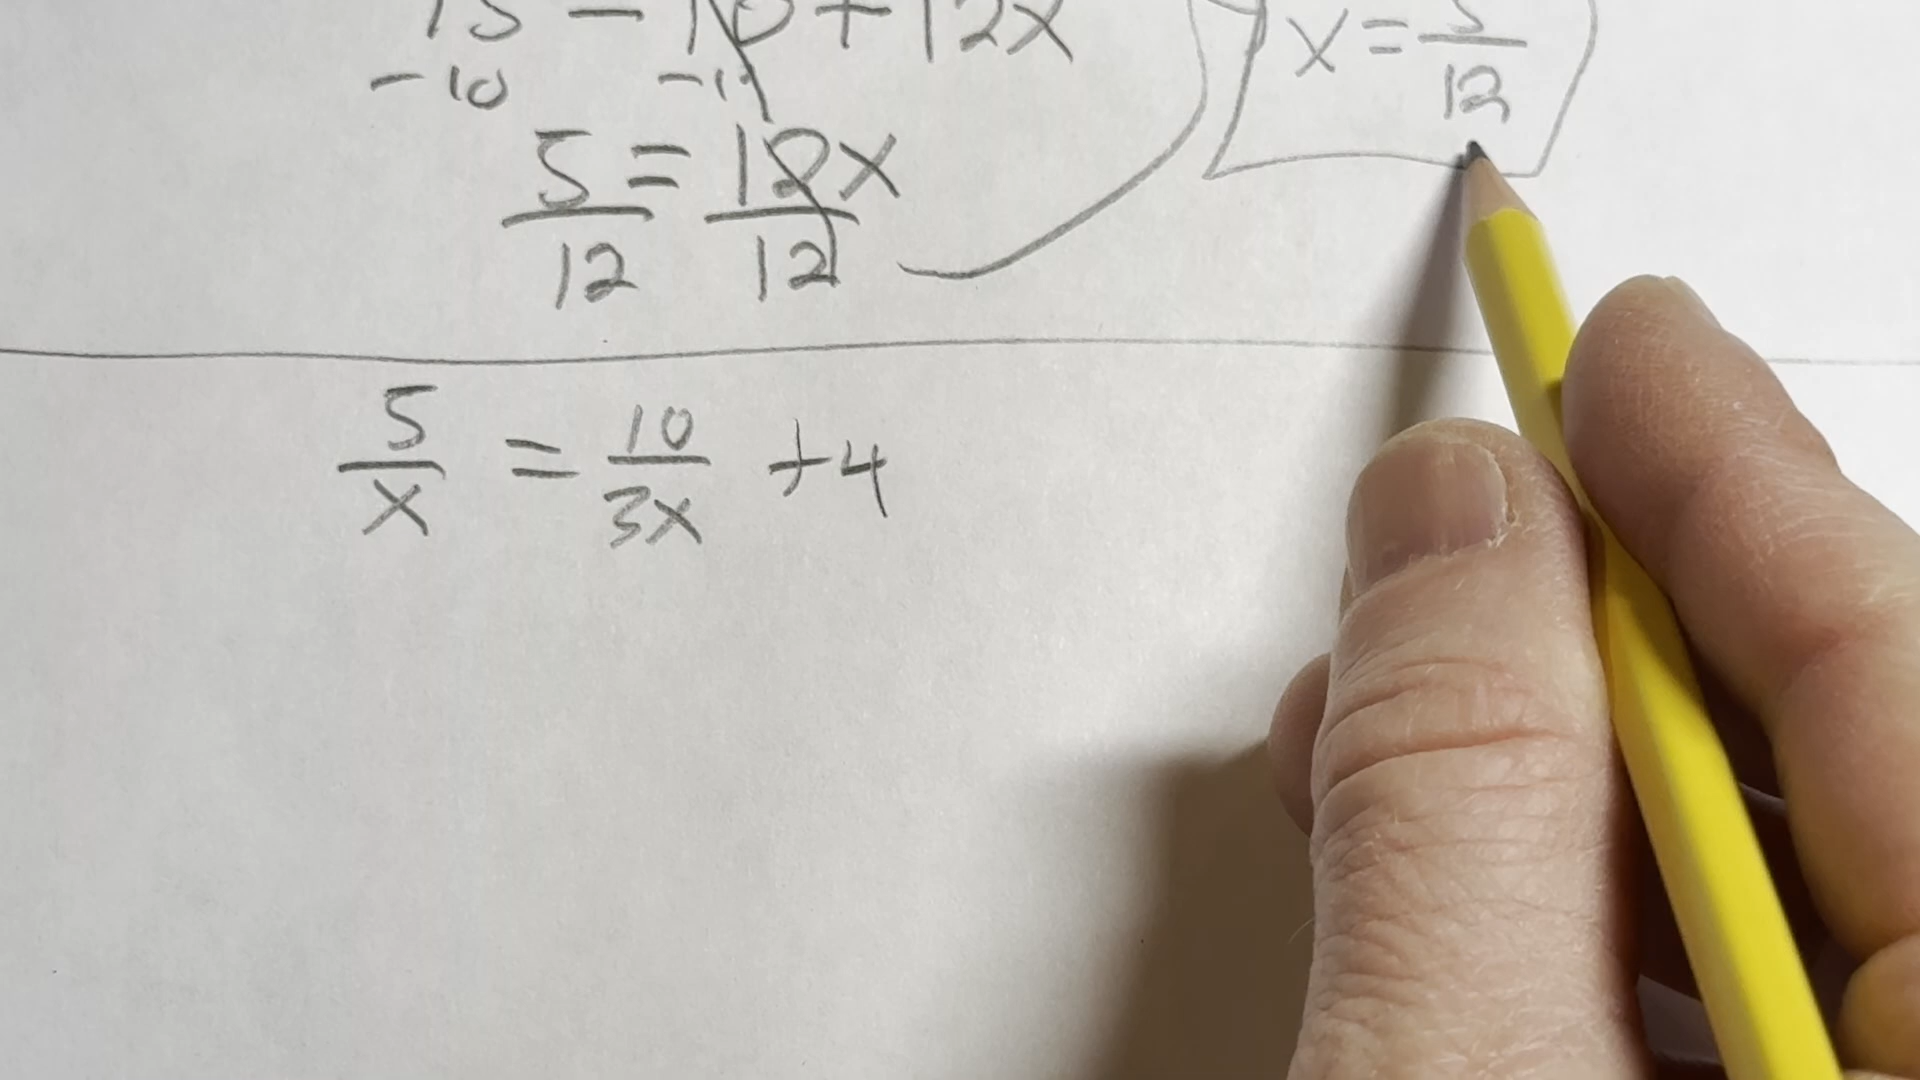 15 = 10 + 12x
-10 -10
5/12 = 12x/12
x = 5/12
5/x = 10/3x + 4